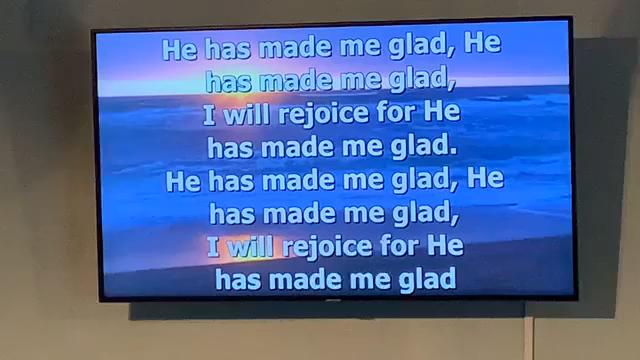 He has made me glad, He
has made me glad,
I will rejoice for He
has made me glad.
He has made me glad, He
has made me glad,
I will rejoice for He
has made me glad